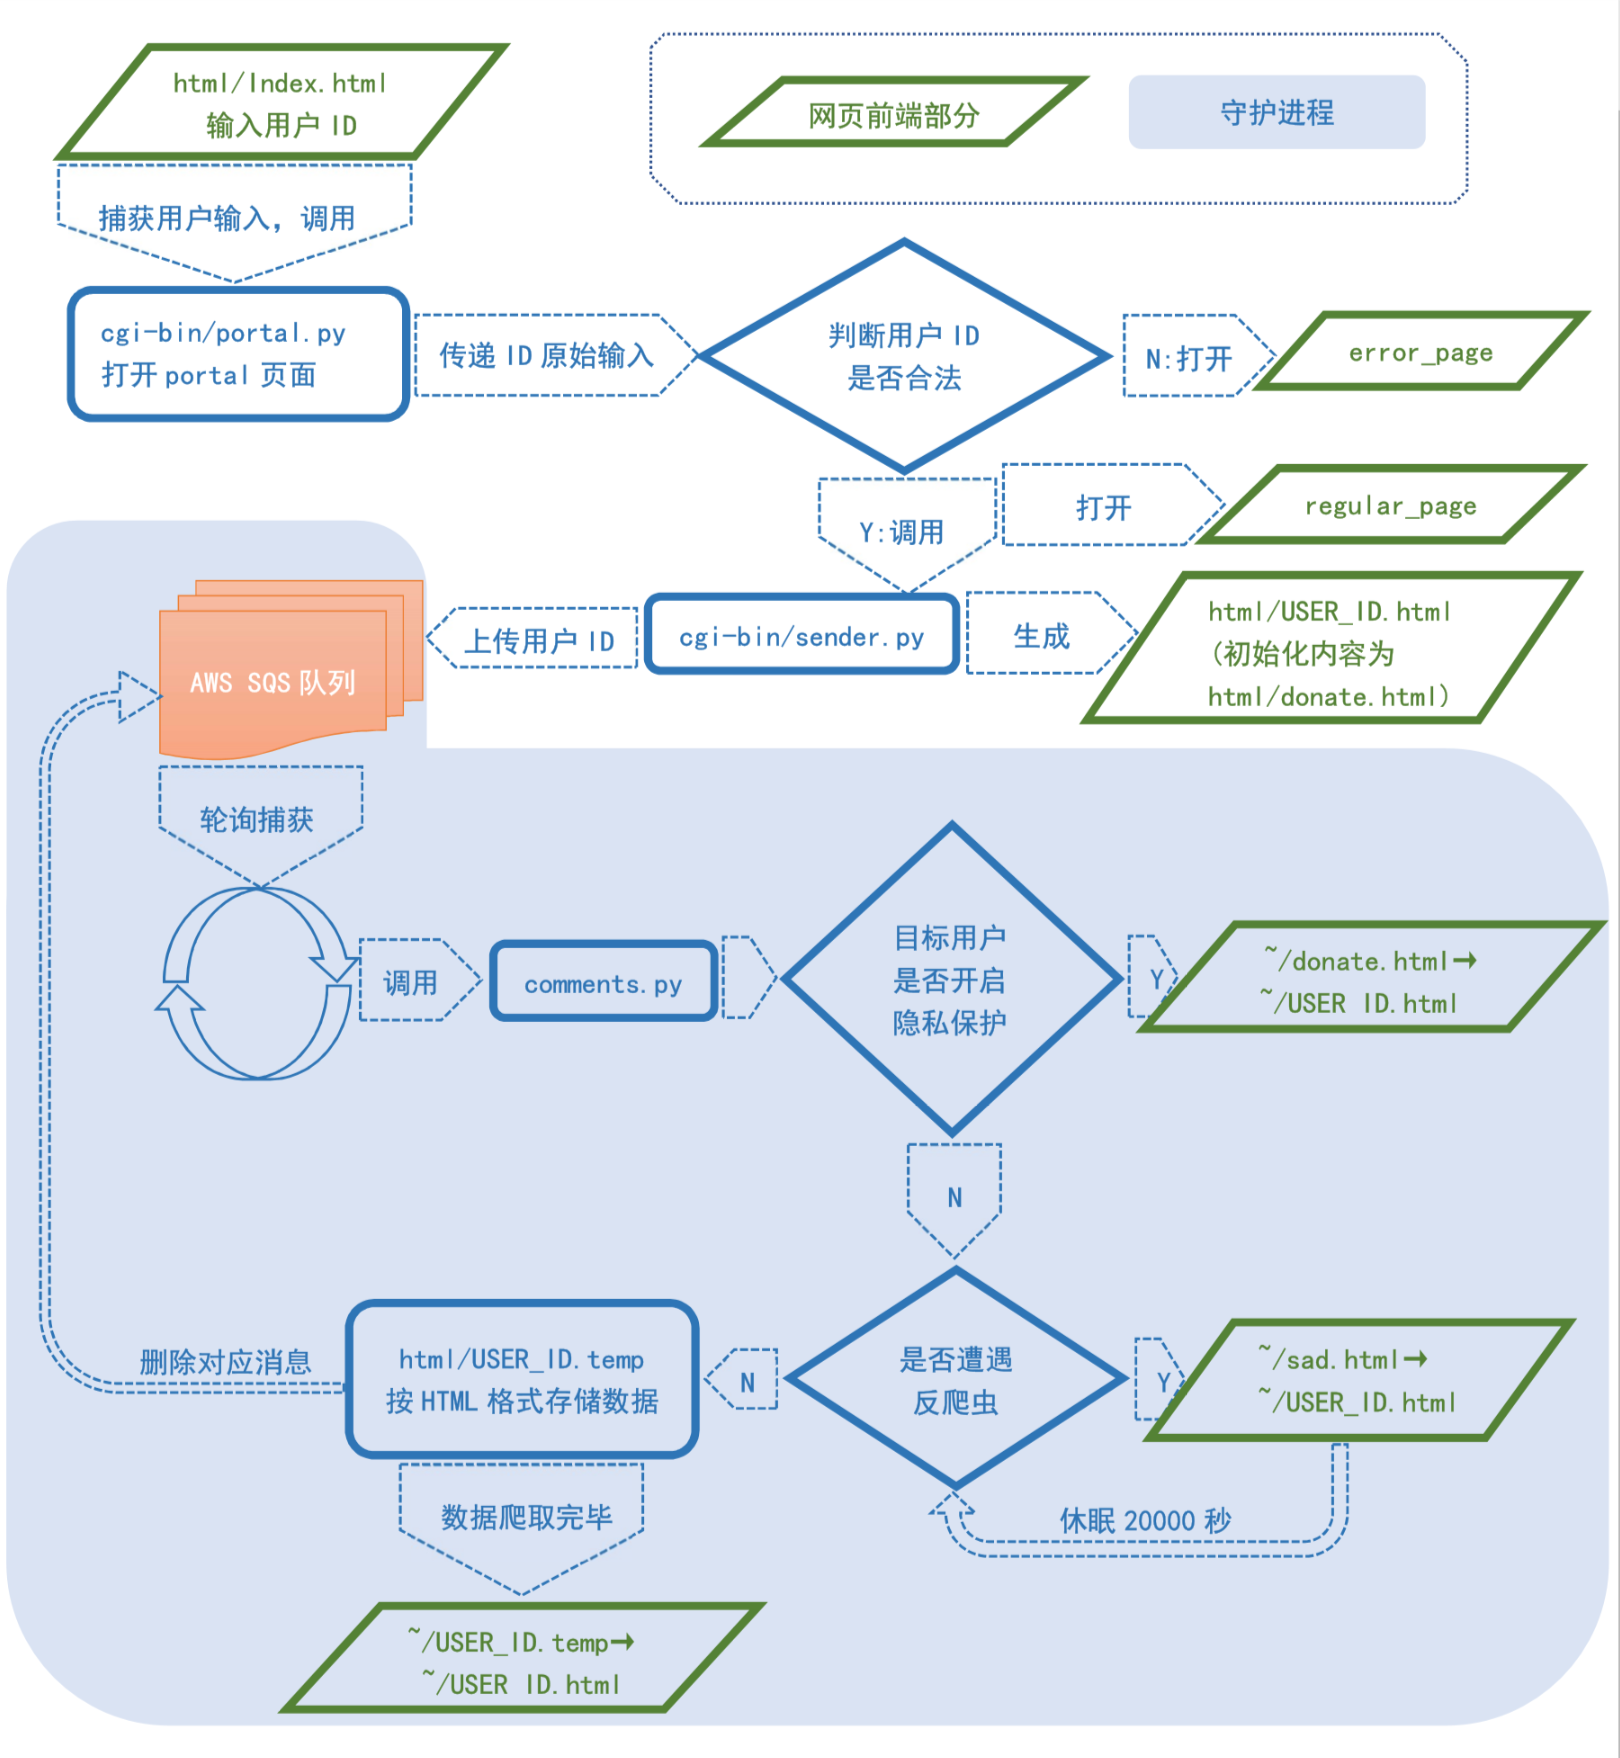 html/Index.html
输入用户 ID
网页前端部分
守护进程
捕获用户输入，调用
cgi-bin/portal.py
打开 portal 页面
传递 ID 原始输入
判断用户 ID
是否合法
N:打开
error_page
Y:调用
打开
regular_page
AWS SQS 队列
上传用户 ID
cgi-bin/sender.py
生成
html/USER_ID.html
(初始化内容为
html/donate.html)
轮询捕获
调用
comments.py
目标用户
是否开启
隐私保护
Y
~/donate.html→
~/USER ID.html
N
是否遭遇
反爬虫
Y
~/sad.html→
~/USER_ID.html
休眠 20000 秒
N
html/USER_ID.temp
按 HTML 格式存储数据
删除对应消息
数据爬取完毕
~/USER_ID.temp→
~/USER ID.html